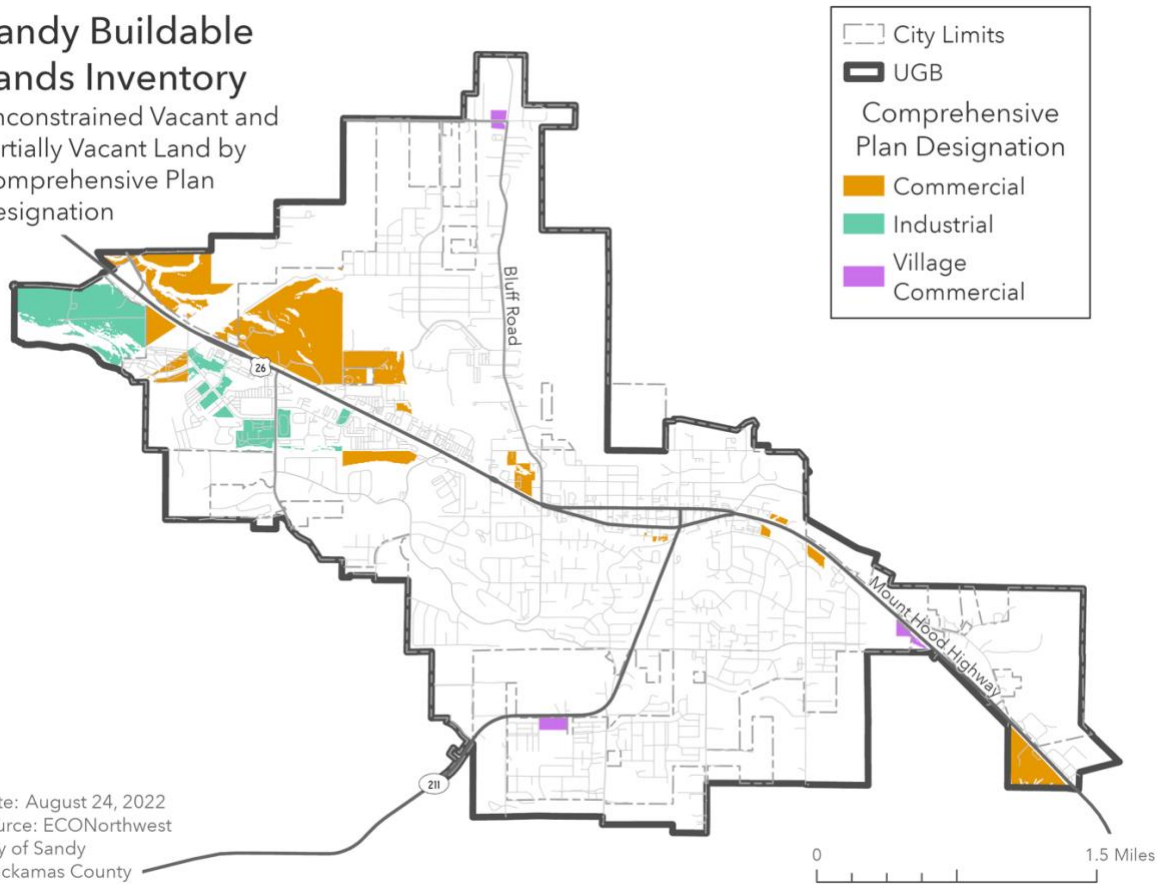 andy Buildable
ands Inventory
nconstrained Vacant and
artially Vacant Land by
omprehensive Plan
esignation
City Limits
UGB
Comprehensive
Plan Designation
Commercial
Industrial
Village
Commercial
Bluff Road
26
Mount Hood Highway
211
te: August 24, 2022
urce: ECONorthwest
y of Sandy
ckamas County
0
1.5 Miles